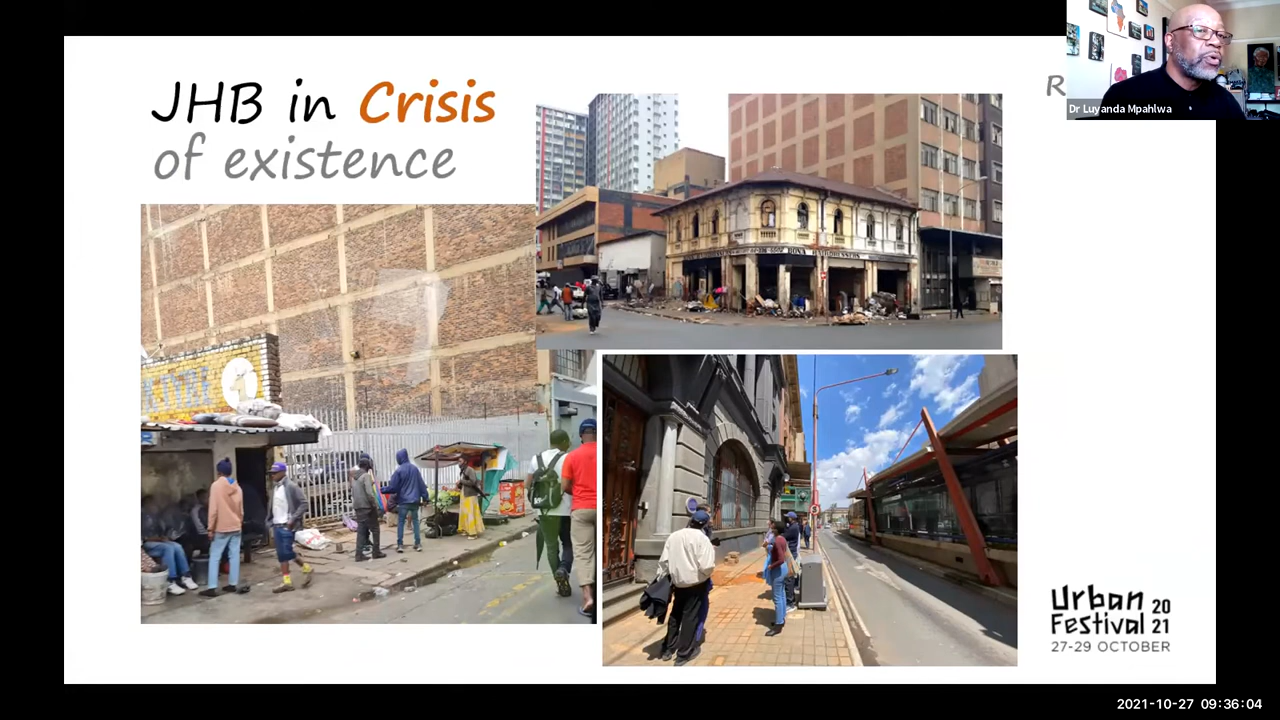 JHB in Crisis
of existence
R
Dr Luyanda Mpahlwa
Urban
Festival
20
21
27-29 OCTOBER
2021-10-27 09:36:04